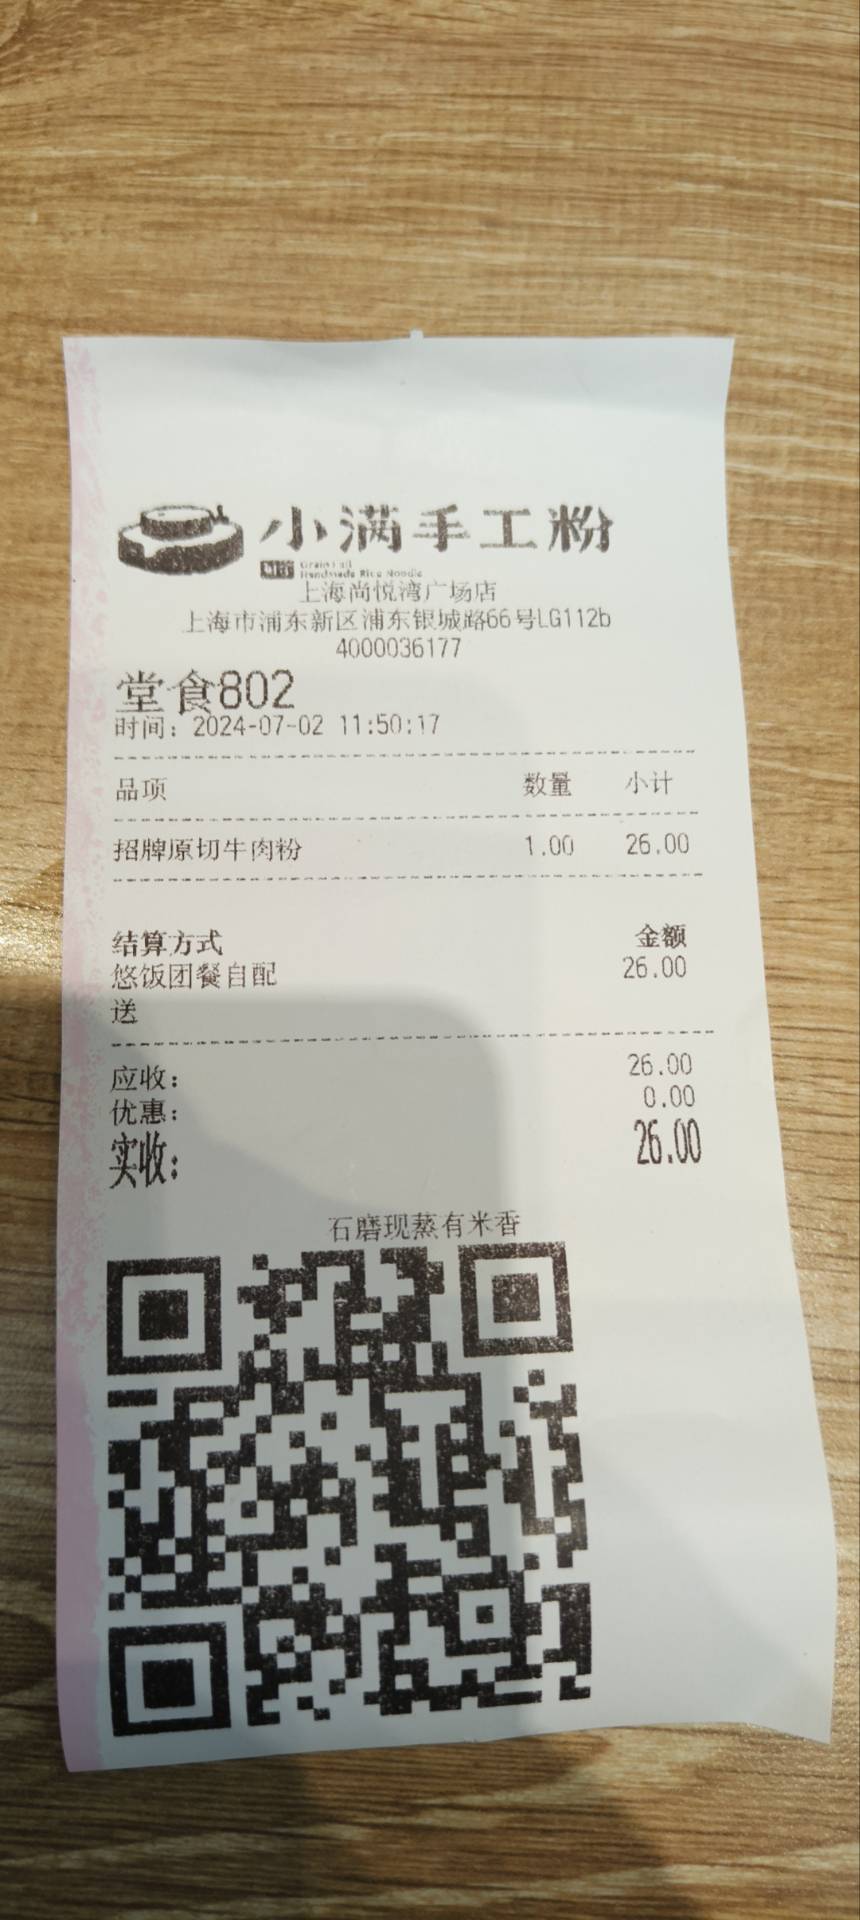 小满手工粉
Handmade Rice Noodle
上海尚悦湾广场店
上海市浦东新区浦东银城路66号LG112b
4000036177
堂食802
时间：2024-07-02 11:50:17
品项 数量 小计
招牌原切牛肉粉 1.00 26.00
结算方式 金额
悠饭团餐自配 26.00
送
应收： 26.00
优惠： 0.00
实收： 26.00
石磨现蒸有米香